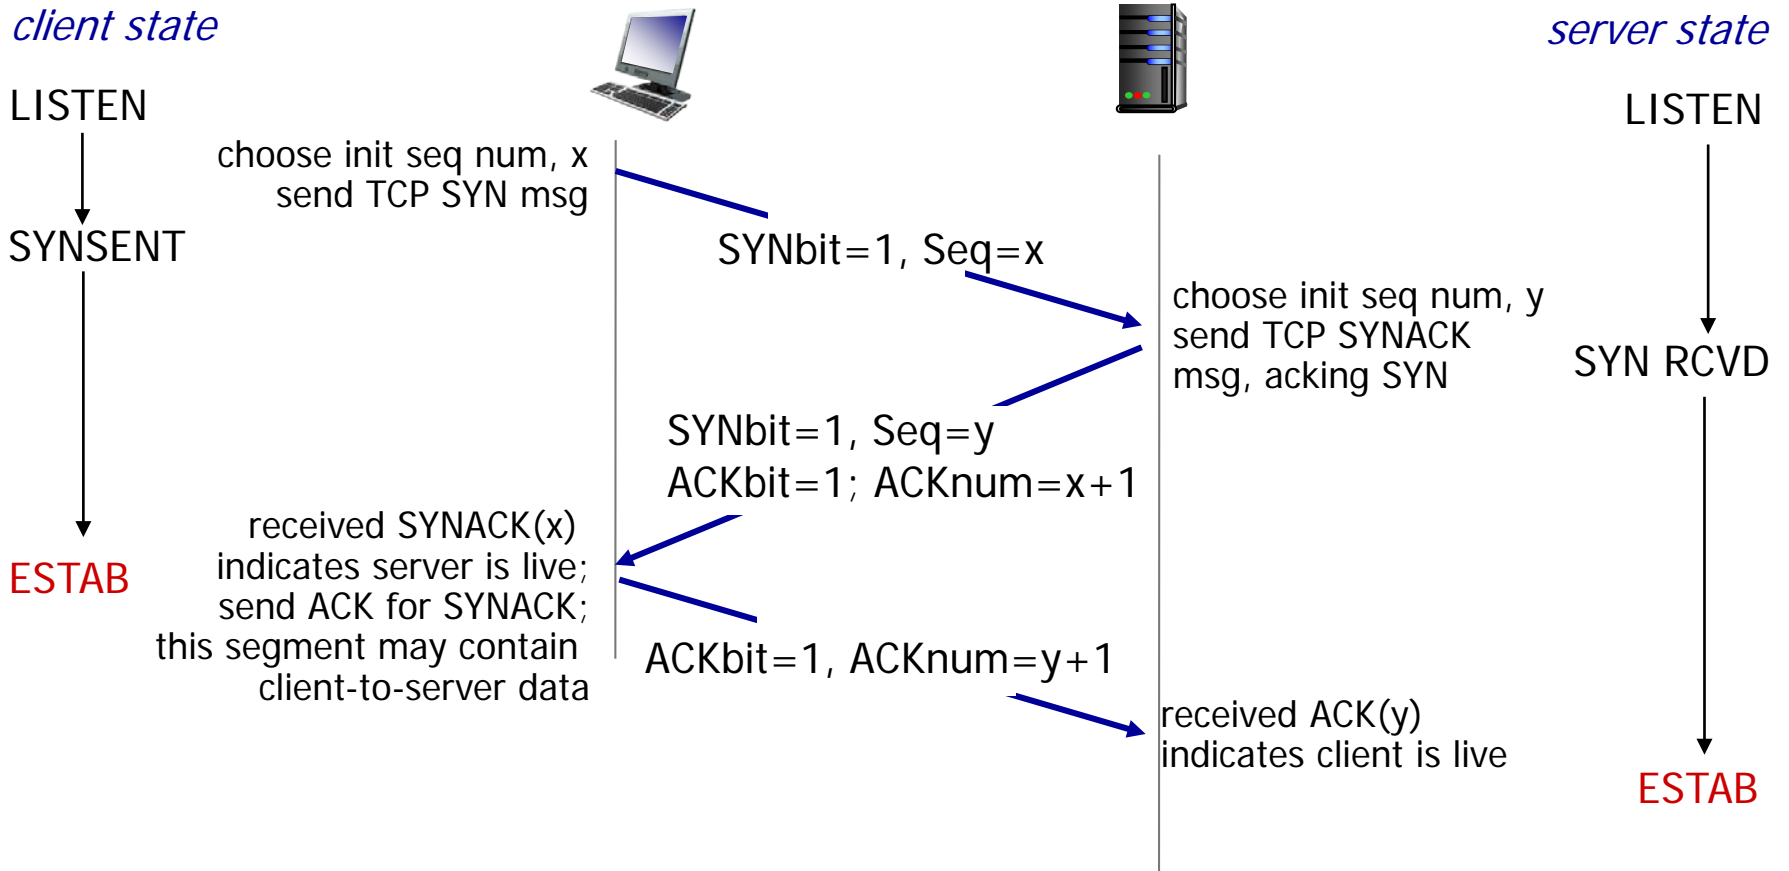 client state
server state
LISTEN
LISTEN
choose init seq num, x
send TCP SYN msg
SYNSENT
SYNbit=1, Seq=x
choose init seq num, y
send TCP SYNACK
msg, acking SYN
SYN RCVD
SYNbit=1, Seq=y
ACKbit=1; ACKnum=x+1
received SYNACK(x)
indicates server is live;
send ACK for SYNACK;
this segment may contain
client-to-server data
ESTAB
ACKbit=1, ACKnum=y+1
received ACK(y)
indicates client is live
ESTAB